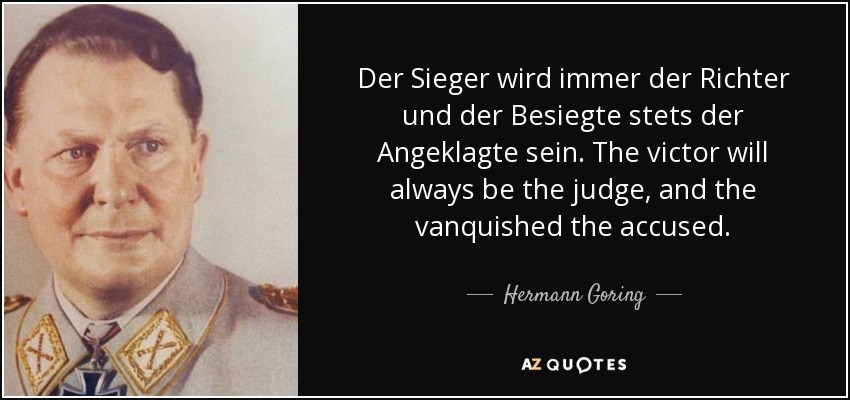 Der Sieger wird immer der Richter
und der Besiegte stets der
Angeklagte sein. The victor will
always be the judge, and the
vanquished the accused.
Hermann Goring
AZ QUOTES